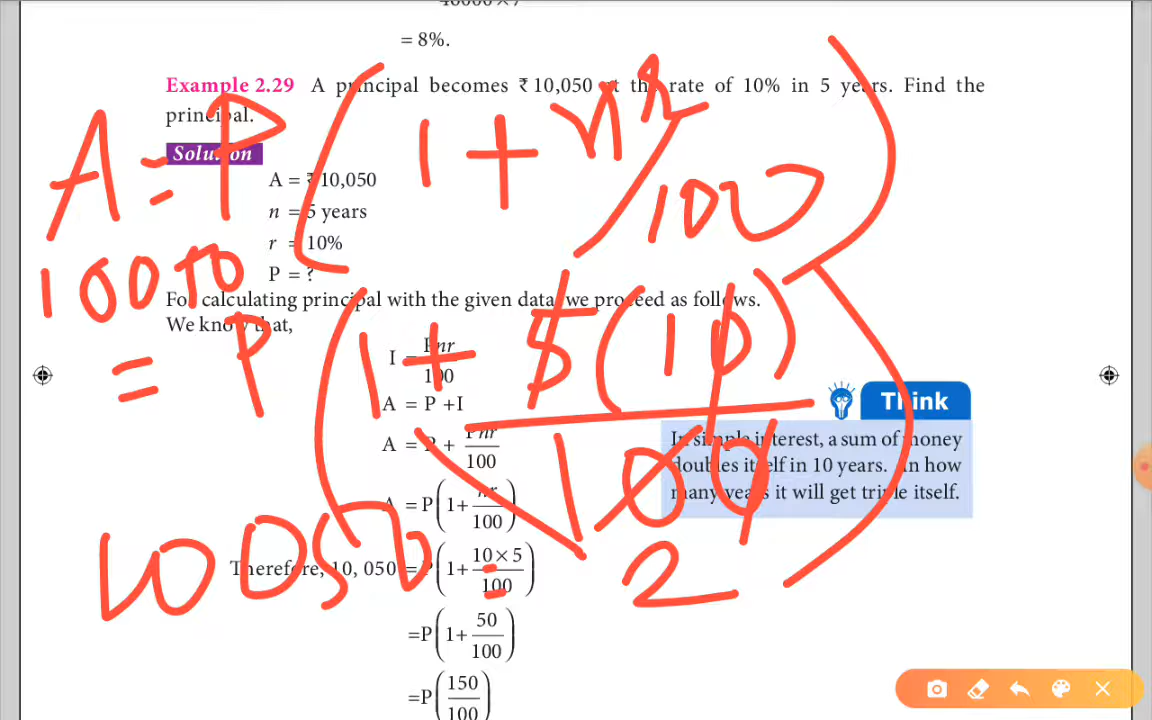 = 8%.
Example 2.29 A principal becomes ₹ 10,050 at the rate of 10% in 5 years. Find the
principal.
Solution
A = ₹ 10,050
n = 5 years
r = 10%
P = ?
For calculating principal with the given data, we proceed as follows.
We know that,
I = Pnr/100
A = P + I
A = P + Pnr/100
A = P(1 + nr/100)
Therefore, 10, 050 = P(1 + 10 × 5/100)
= P(1 + 50/100)
= P(150/100)
Think
In simple interest, a sum of money
doubles itself in 10 years. In how
many years it will get triple itself.
A = P(1 + nr/100)
10050
= P(1 + 5(10)/100)
2
10050 =